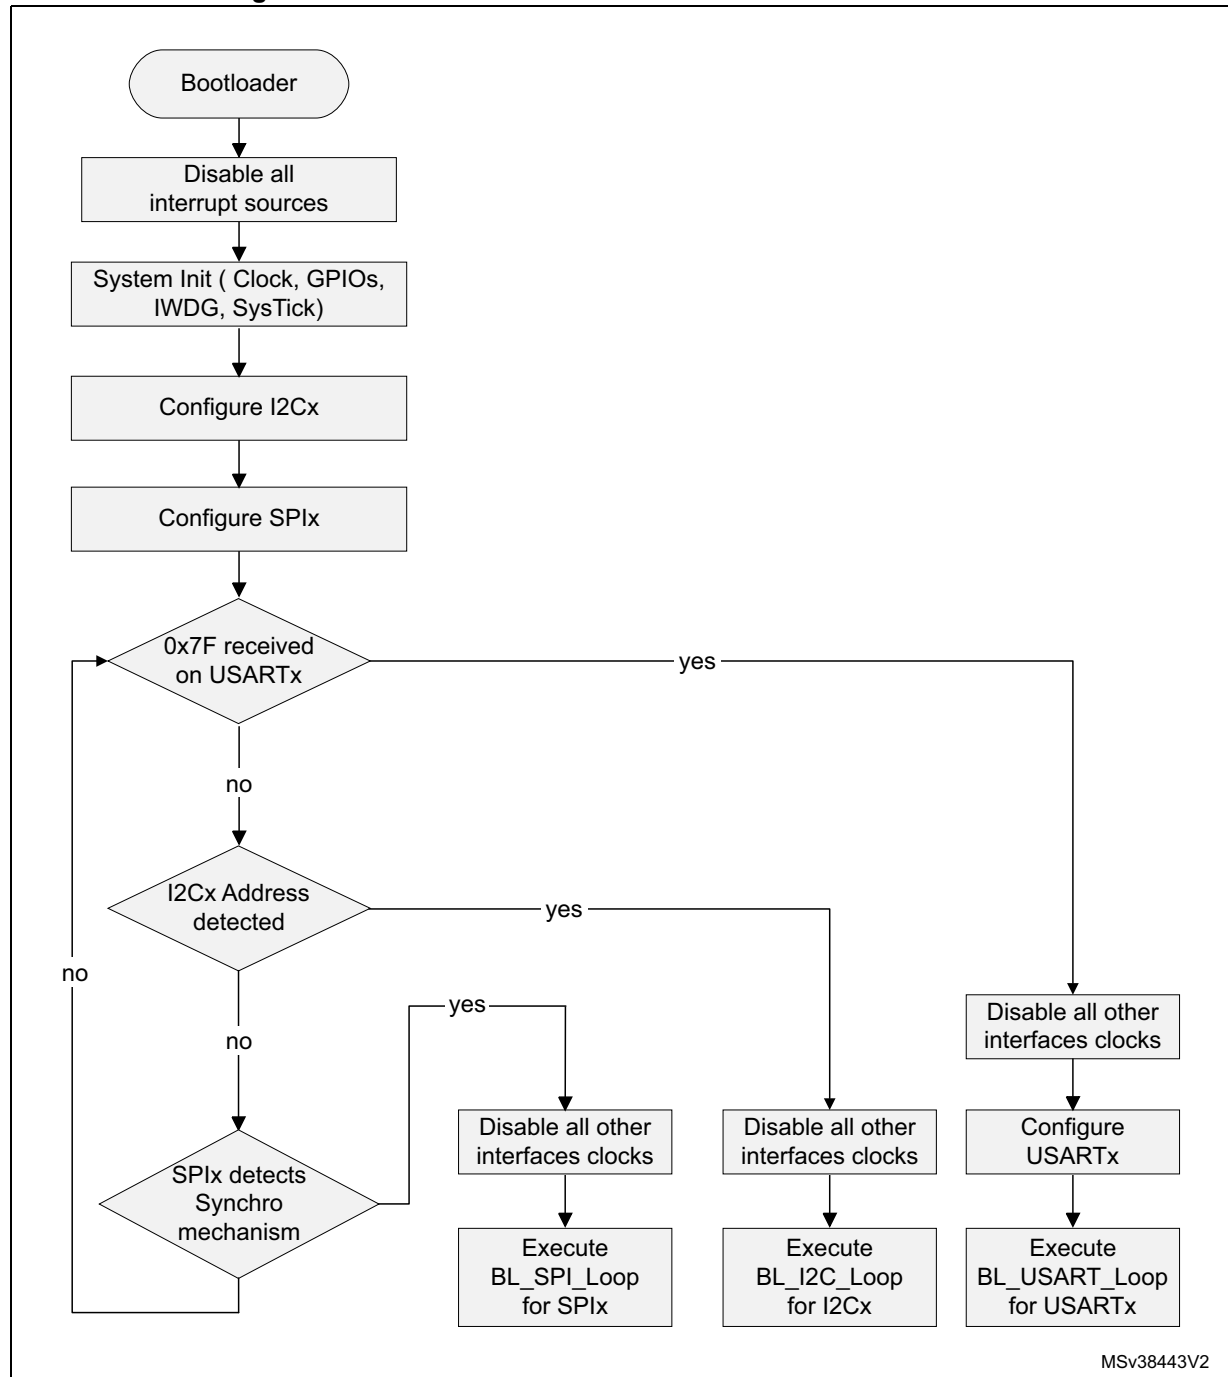 Bootloader
Disable all
interrupt sources
System Init ( Clock, GPIOs,
IWDG, SysTick)
Configure I2Cx
Configure SPIx
0x7F received
on USARTx
yes
no
I2Cx Address
detected
yes
no
no
yes
Disable all other
interfaces clocks
SPIx detects
Synchro
mechanism
Disable all other
interfaces clocks
Disable all other
interfaces clocks
Configure
USARTx
Execute
BL_SPI_Loop
for SPIx
Execute
BL_I2C_Loop
for I2Cx
Execute
BL_USART_Loop
for USARTx
MSv38443V2